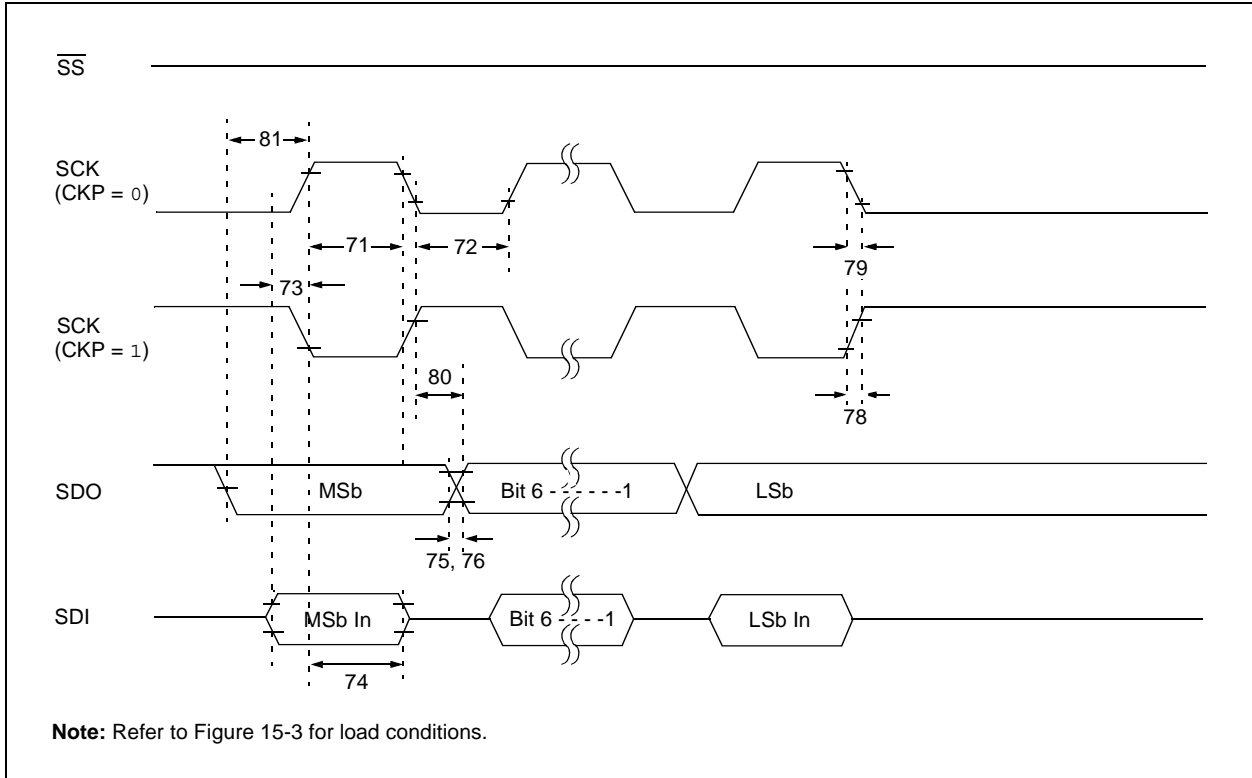 SS
81
SCK
(CKP = 0)
71
72
79
73
SCK
(CKP = 1)
80
78
SDO
MSb
Bit 6 - - - - - - -1
LSb
75, 76
SDI
MSb In
Bit 6 - - - - -1
LSb In
74
Note: Refer to Figure 15-3 for load conditions.